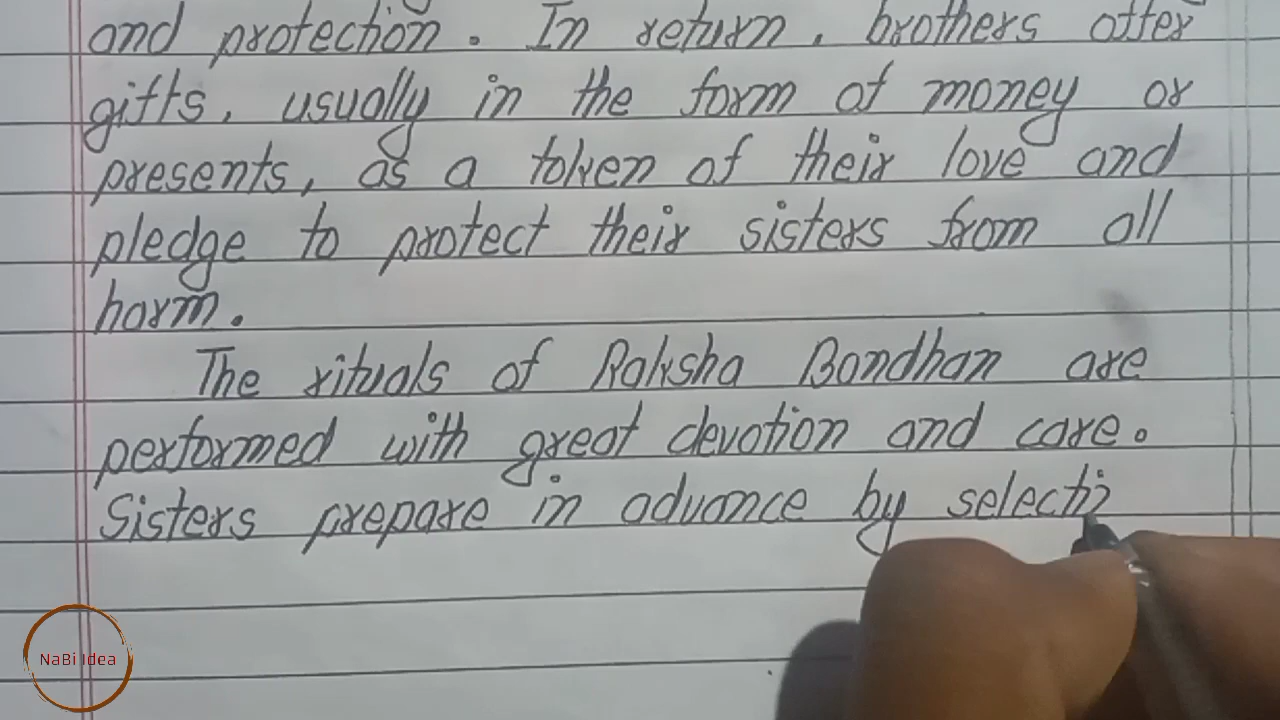 and protection. In return, brothers offer
gifts, usually in the form of money or
presents, as a token of their love and
pledge to protect their sisters from all
harm.
The rituals of Raksha Bandhan are
performed with great devotion and care.
Sisters prepare in advance by selecti
NaBi Idea